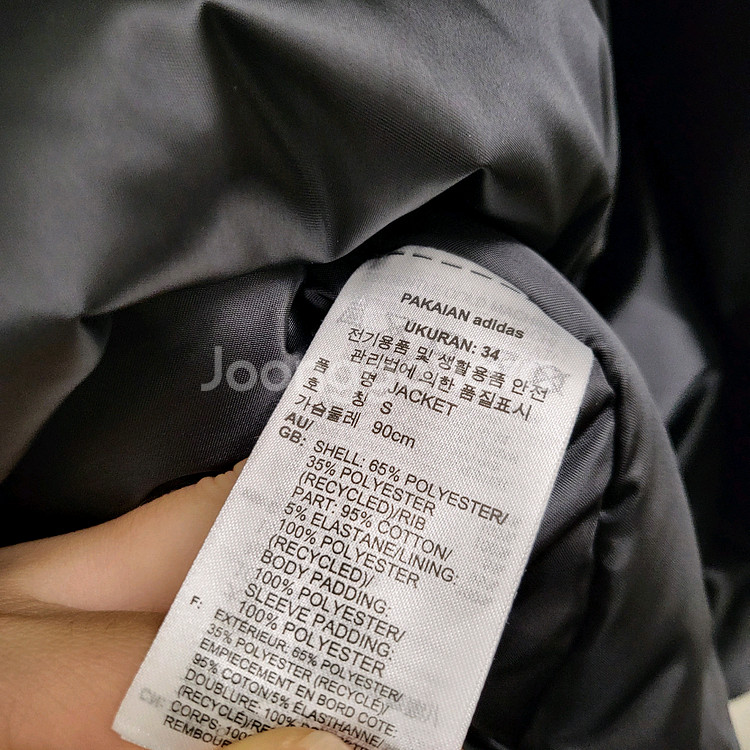 PAKAIAN adidas
UKURAN: 34
전기용품 및 생활용품 안전
관리법에 의한 품질표시
품 명 JACKET
호 칭 S
가슴둘레 90cm
AU/
GB: SHELL: 65% POLYESTER/
35% POLYESTER
(RECYCLED)/RIB
PART: 95% COTTON/
5% ELASTANE/LINING:
100% POLYESTER
(RECYCLED)/
BODY PADDING:
100% POLYESTER/
SLEEVE PADDING:
100% POLYESTER
F: EXTÉRIEUR: 65% POLYESTER/
35% POLYESTER (RECYCLÉ)/
EMPIÈCEMENT EN BORD CÔTE:
95% COTON/5% ÉLASTHANNE/
DOUBLURE: 100%
(RECYCLÉ)/
CORPS: 100%